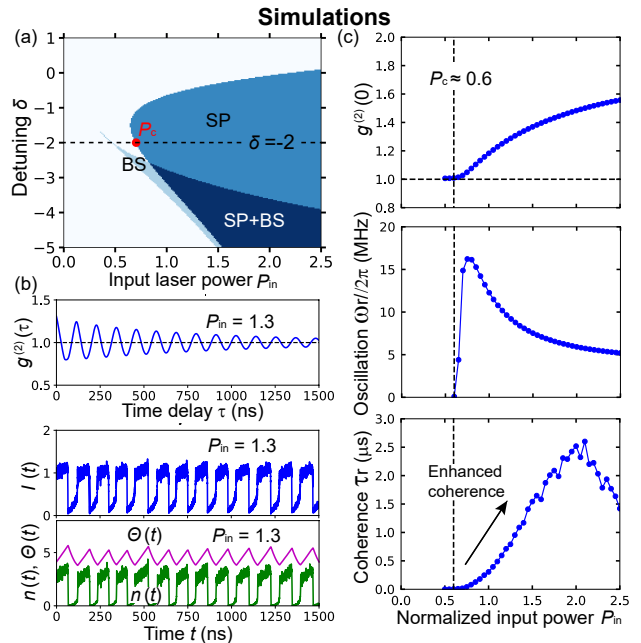 Simulations
(a)
Detuning δ
1
0
−1
−2
−3
−4
−5
SP
P_c
δ =-2
BS
SP+BS
0.0 0.5 1.0 1.5 2.0 2.5
Input laser power P_in
(b)
g^(2)(τ)
1.5
1.0
0.5
P_in = 1.3
0 250 500 750 1000 1250 1500
Time delay τ (ns)
I (t)
2
1
0
P_in = 1.3
n(t), Θ(t)
5
0
Θ(t) P_in = 1.3
n(t)
0 250 500 750 1000 1250 1500
Time t (ns)
(c)
g^(2)(0)
2.0
1.8
1.6
1.4
1.2
1.0
0.8
P_c ≈ 0.6
Oscillation ωr//2π (MHz)
20
15
10
5
0
Coherence τr (μs)
3.0
2.5
2.0
1.5
1.0
0.5
0.0
Enhanced
coherence
0.0 0.5 1.0 1.5 2.0 2.5
Normalized input power P_in